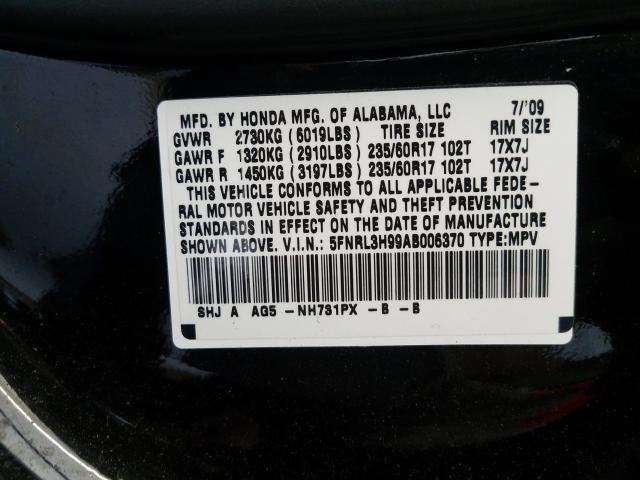 MFD. BY HONDA MFG. OF ALABAMA, LLC 7/'09
GVWR 2730KG (6019LBS) TIRE SIZE RIM SIZE
GAWR F 1320KG (2910LBS) 235/60R17 102T 17X7J
GAWR R 1450KG (3197LBS) 235/60R17 102T 17X7J
THIS VEHICLE CONFORMS TO ALL APPLICABLE FEDE-
RAL MOTOR VEHICLE SAFETY AND THEFT PREVENTION
STANDARDS IN EFFECT ON THE DATE OF MANUFACTURE
SHOWN ABOVE. V.I.N.: 5FNRL3H99AB006370 TYPE:MPV
SHJ A AG5 -NH731PX -B -B